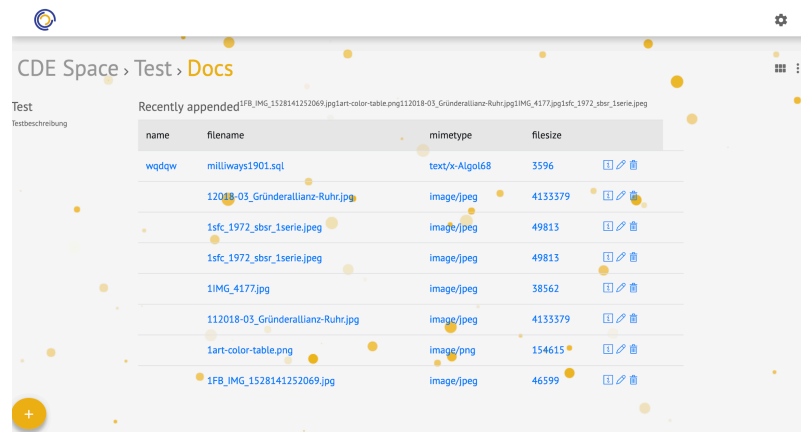 CDE Space › Test › Docs
Test
Testbeschreibung
Recently appended1FB_IMG_1528141252069.jpg1art-color-table.png112018-03_Gründerallianz-Ruhr.jpg1IMG_4177.jpg1sfc_1972_sbsr_1serie.jpeg
name filename mimetype filesize
wqdqw milliways1901.sql text/x-Algol68 3596
12018-03_Gründerallianz-Ruhr.jpg image/jpeg 4133379
1sfc_1972_sbsr_1serie.jpeg image/jpeg 49813
1sfc_1972_sbsr_1serie.jpeg image/jpeg 49813
1IMG_4177.jpg image/jpeg 38562
112018-03_Gründerallianz-Ruhr.jpg image/jpeg 4133379
1art-color-table.png image/png 154615
1FB_IMG_1528141252069.jpg image/jpeg 46599
+